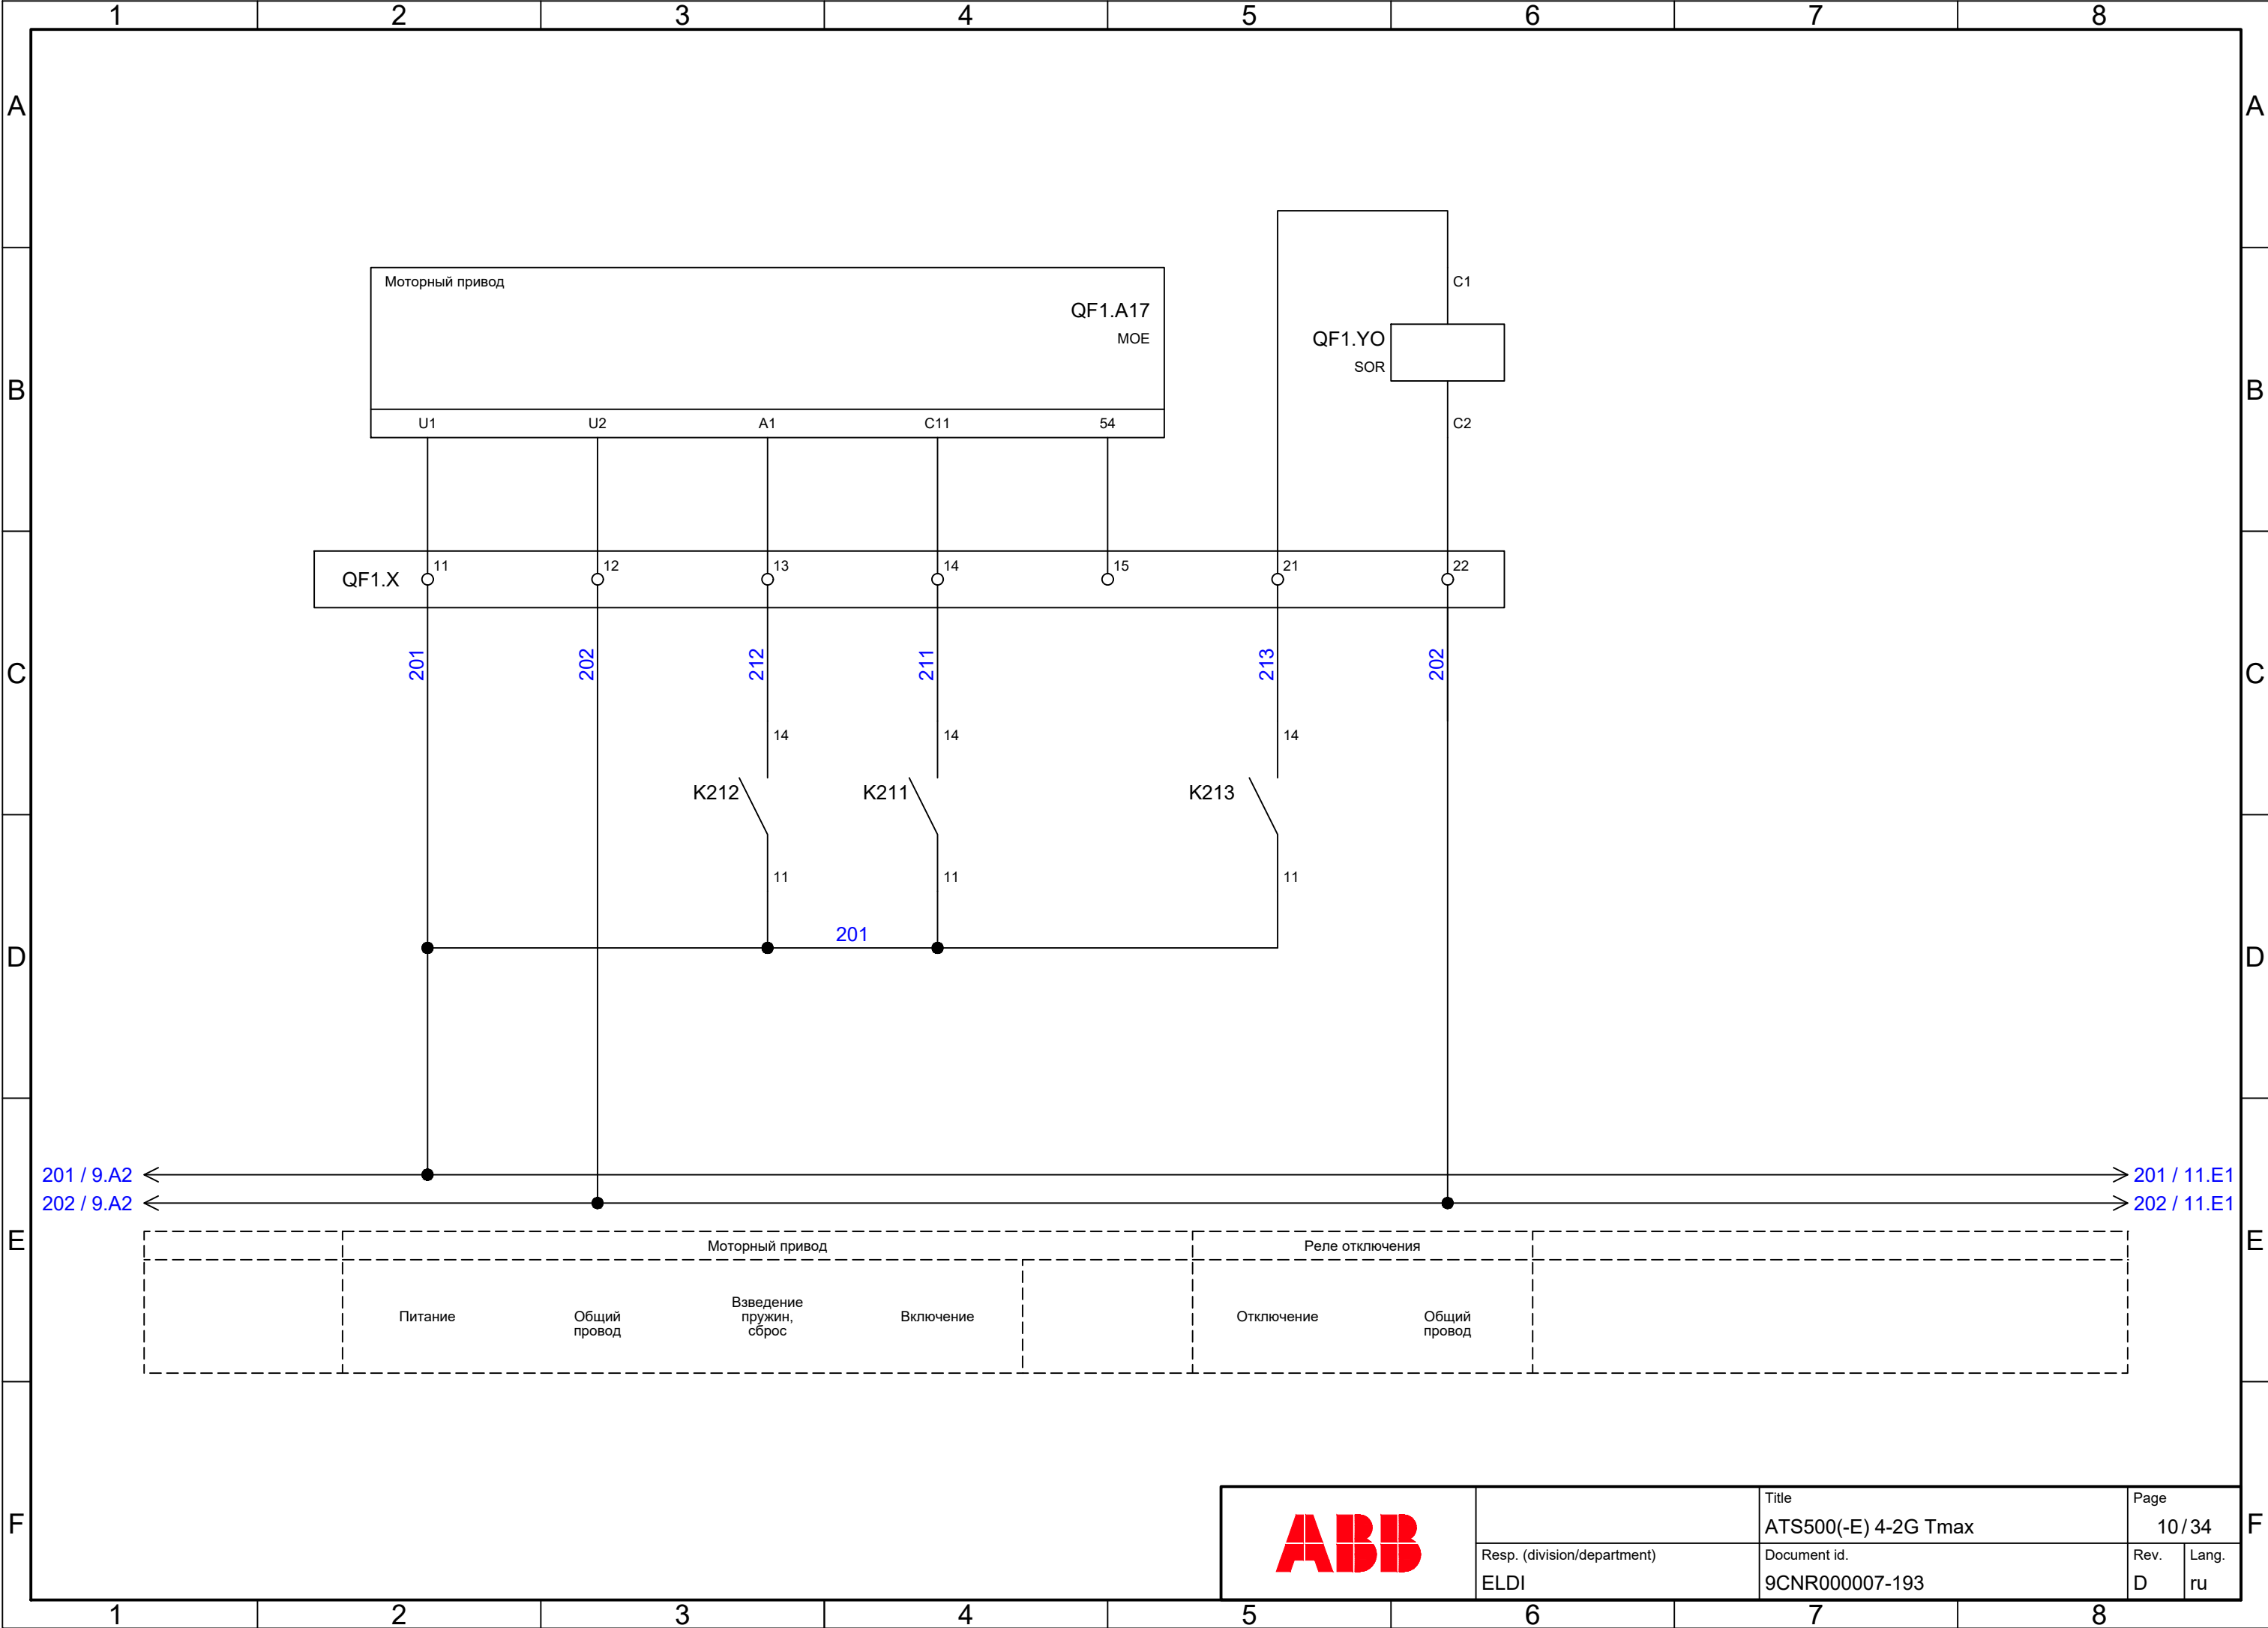 1 2 3 4 5 6 7 8
A A
Моторный привод
C1
QF1.A17
MOE
QF1.YO
SOR
B B
U1 U2 A1 C11 54
C2
QF1.X 11 12 13 14 15 21 22
201 202 212 211 213 202
C C
14 14 14
K212 K211 K213
11 11 11
201
D D
201 / 9.A2 201 / 11.E1
202 / 9.A2 202 / 11.E1
E E
Моторный привод Реле отключения
Питание
Общий
провод
Взведение
пружин,
сброс
Включение
Отключение
Общий
провод
F F
ABB
Title
ATS500(-E) 4-2G Tmax
Page
10/34
Resp. (division/department)
ELDI
Document id.
9CNR000007-193
Rev.
D
Lang.
ru
1 2 3 4 5 6 7 8